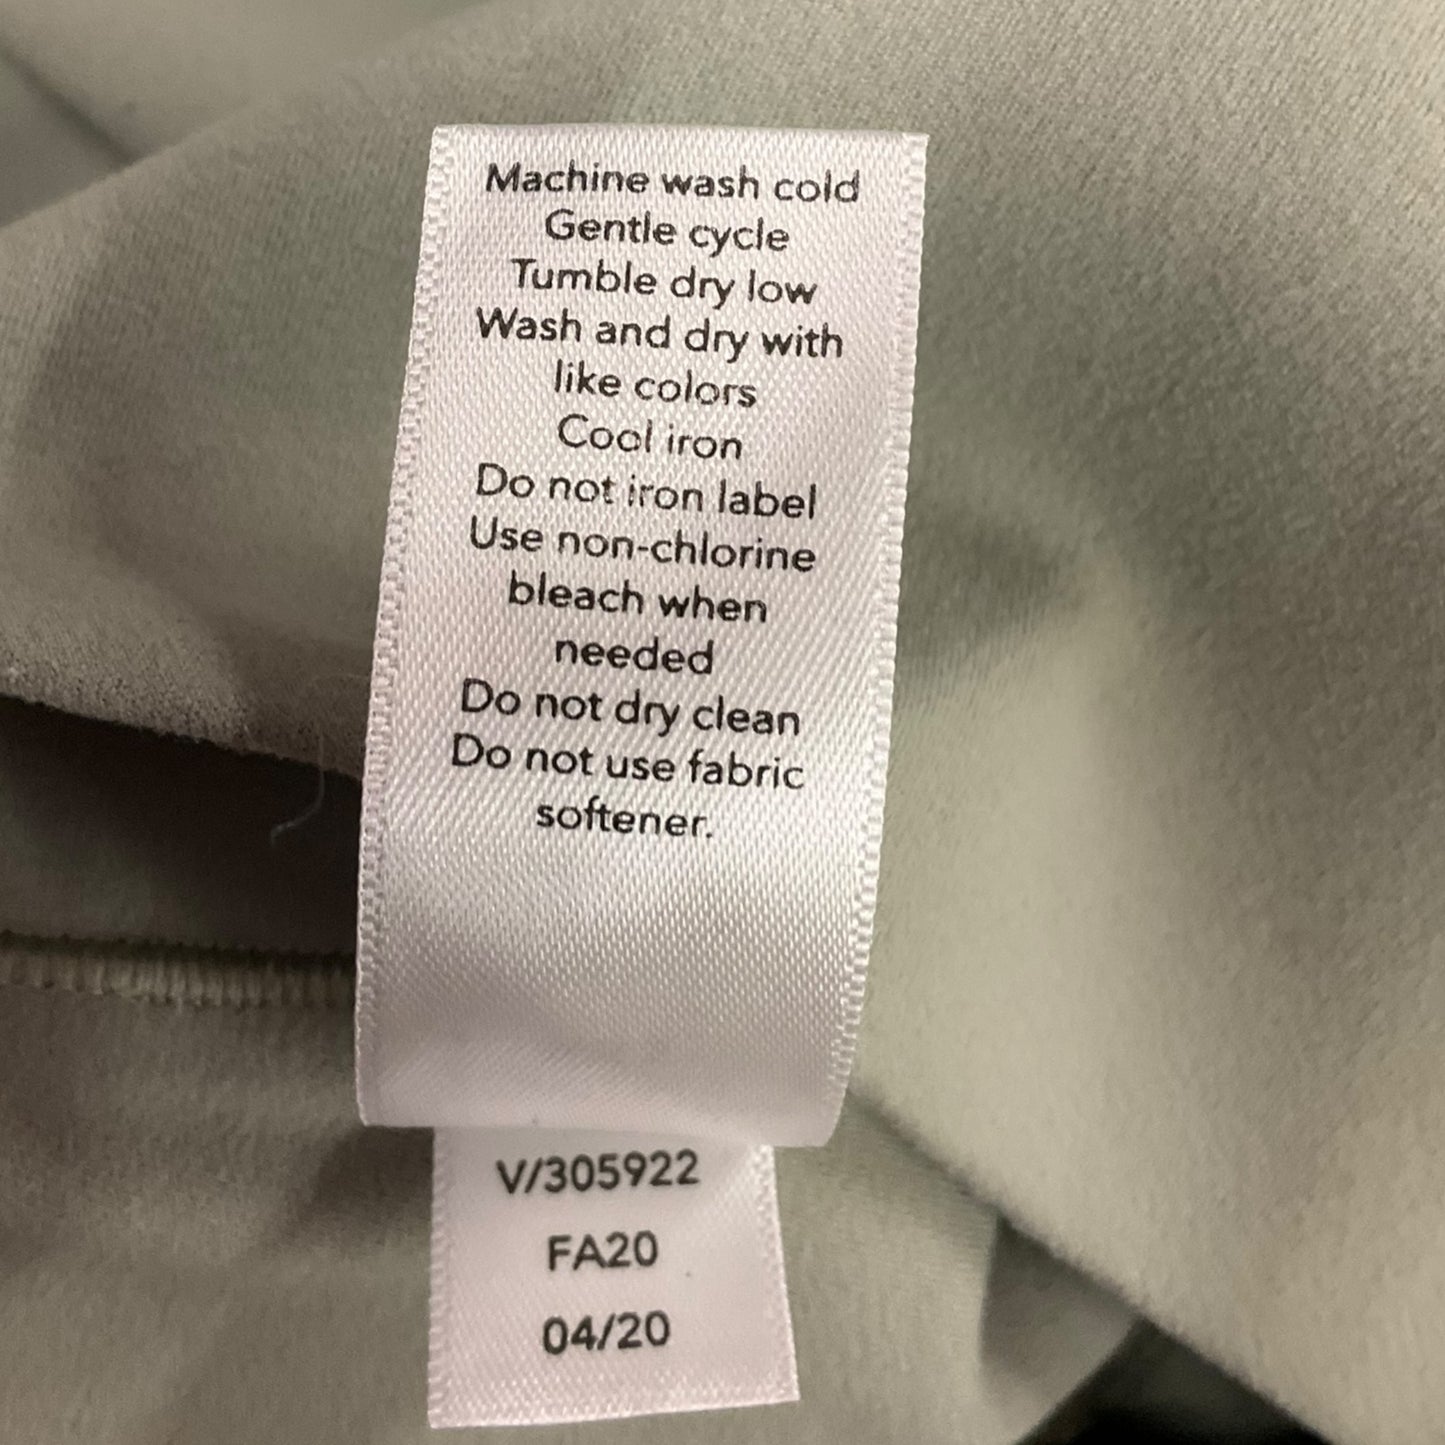 Machine wash cold
Gentle cycle
Tumble dry low
Wash and dry with
like colors
Cool iron
Do not iron label
Use non-chlorine
bleach when
needed
Do not dry clean
Do not use fabric
softener.
V/305922
FA20
04/20